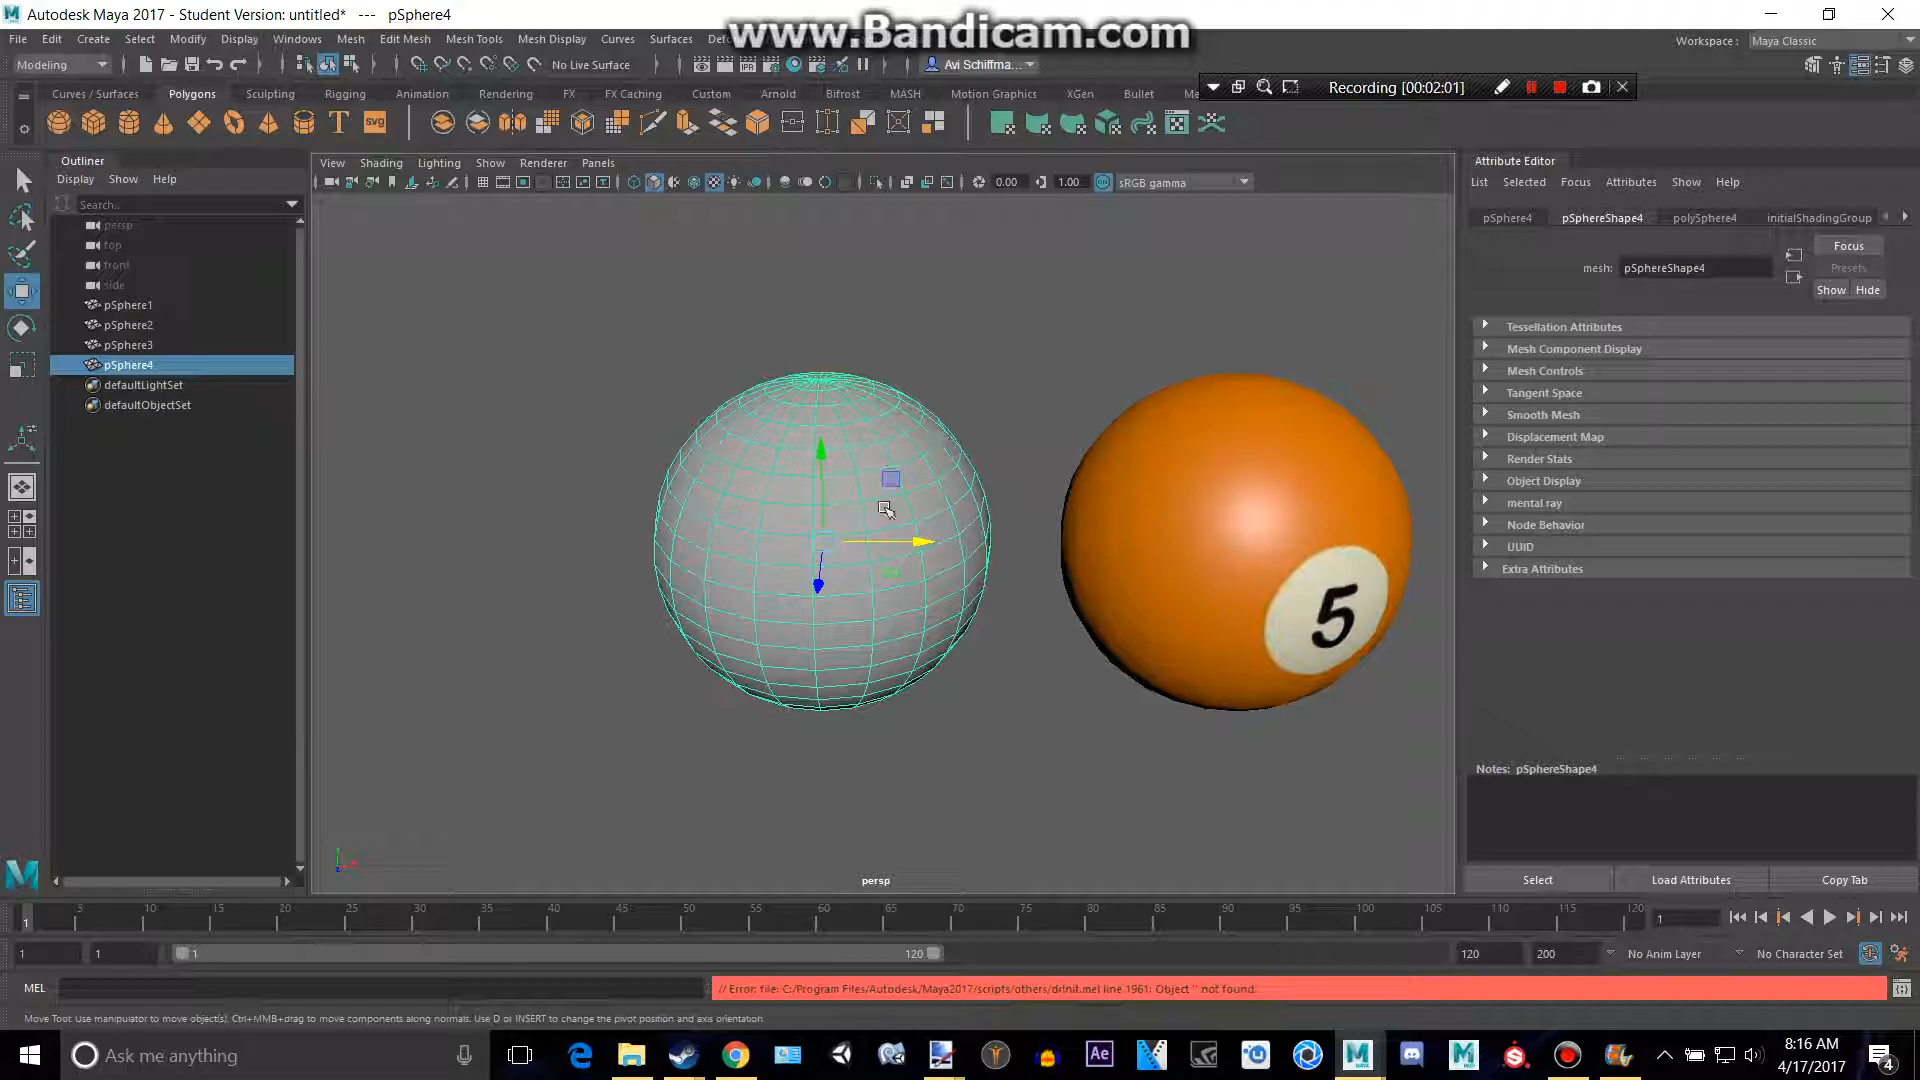 Autodesk Maya 2017 - Student Version: untitled* --- pSphere4
www.Bandicam.com
File Edit Create Select Modify Display Windows Mesh Edit Mesh Mesh Tools Mesh Display Curves Surfaces
Workspace : Maya Classic
Modeling No Live Surface Avi Schiffma...
Recording [00:02:01]
Curves / Surfaces Polygons Sculpting Rigging Animation Rendering FX FX Caching Custom Arnold Bifrost MASH Motion Graphics XGen Bullet
T svg
Outliner
Display Show Help
Search..
persp
top
front
side
pSphere1
pSphere2
pSphere3
pSphere4
defaultLightSet
defaultObjectSet
View Shading Lighting Show Renderer Panels
0.00 1.00 sRGB gamma
5
persp
Attribute Editor
List Selected Focus Attributes Show Help
pSphere4 pSphereShape4 polySphere4 initialShadingGroup
Focus
mesh: pSphereShape4
Presets
Show Hide
Tessellation Attributes
Mesh Component Display
Mesh Controls
Tangent Space
Smooth Mesh
Displacement Map
Render Stats
Object Display
mental ray
Node Behavior
UUID
Extra Attributes
Notes: pSphereShape4
Select Load Attributes Copy Tab
1 5 10 15 20 25 30 35 40 45 50 55 60 65 70 75 80 85 90 95 100 105 110 115 120 1
1 1 1 120 120 200 No Anim Layer No Character Set
MEL // Error: file: C:/Program Files/Autodesk/Maya2017/scripts/others/drInit.mel line 1961: Object '' not found.
Move Tool: Use manipulator to move object(s). Ctrl+MMB+drag to move components along normals. Use D or INSERT to change the pivot position and axis orientation.
Ask me anything
Ae
8:16 AM
4/17/2017
4